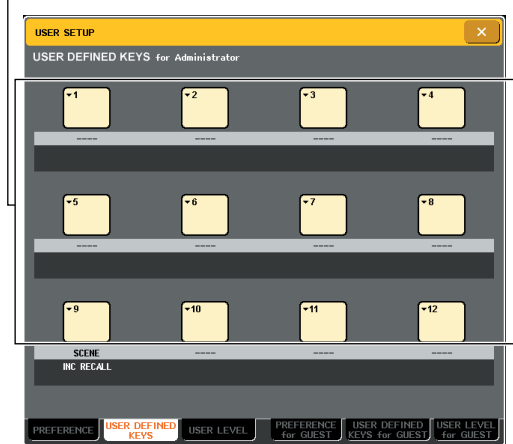 USER SETUP
×
USER DEFINED KEYS for Administrator
1 2 3 4
---- ---- ---- ----
5 6 7 8
---- ---- ---- ----
9 10 11 12
SCENE ---- ---- ----
INC RECALL
PREFERENCE
USER DEFINED
KEYS
USER LEVEL
PREFERENCE
for GUEST
USER DEFINED
KEYS for GUEST
USER LEVEL
for GUEST